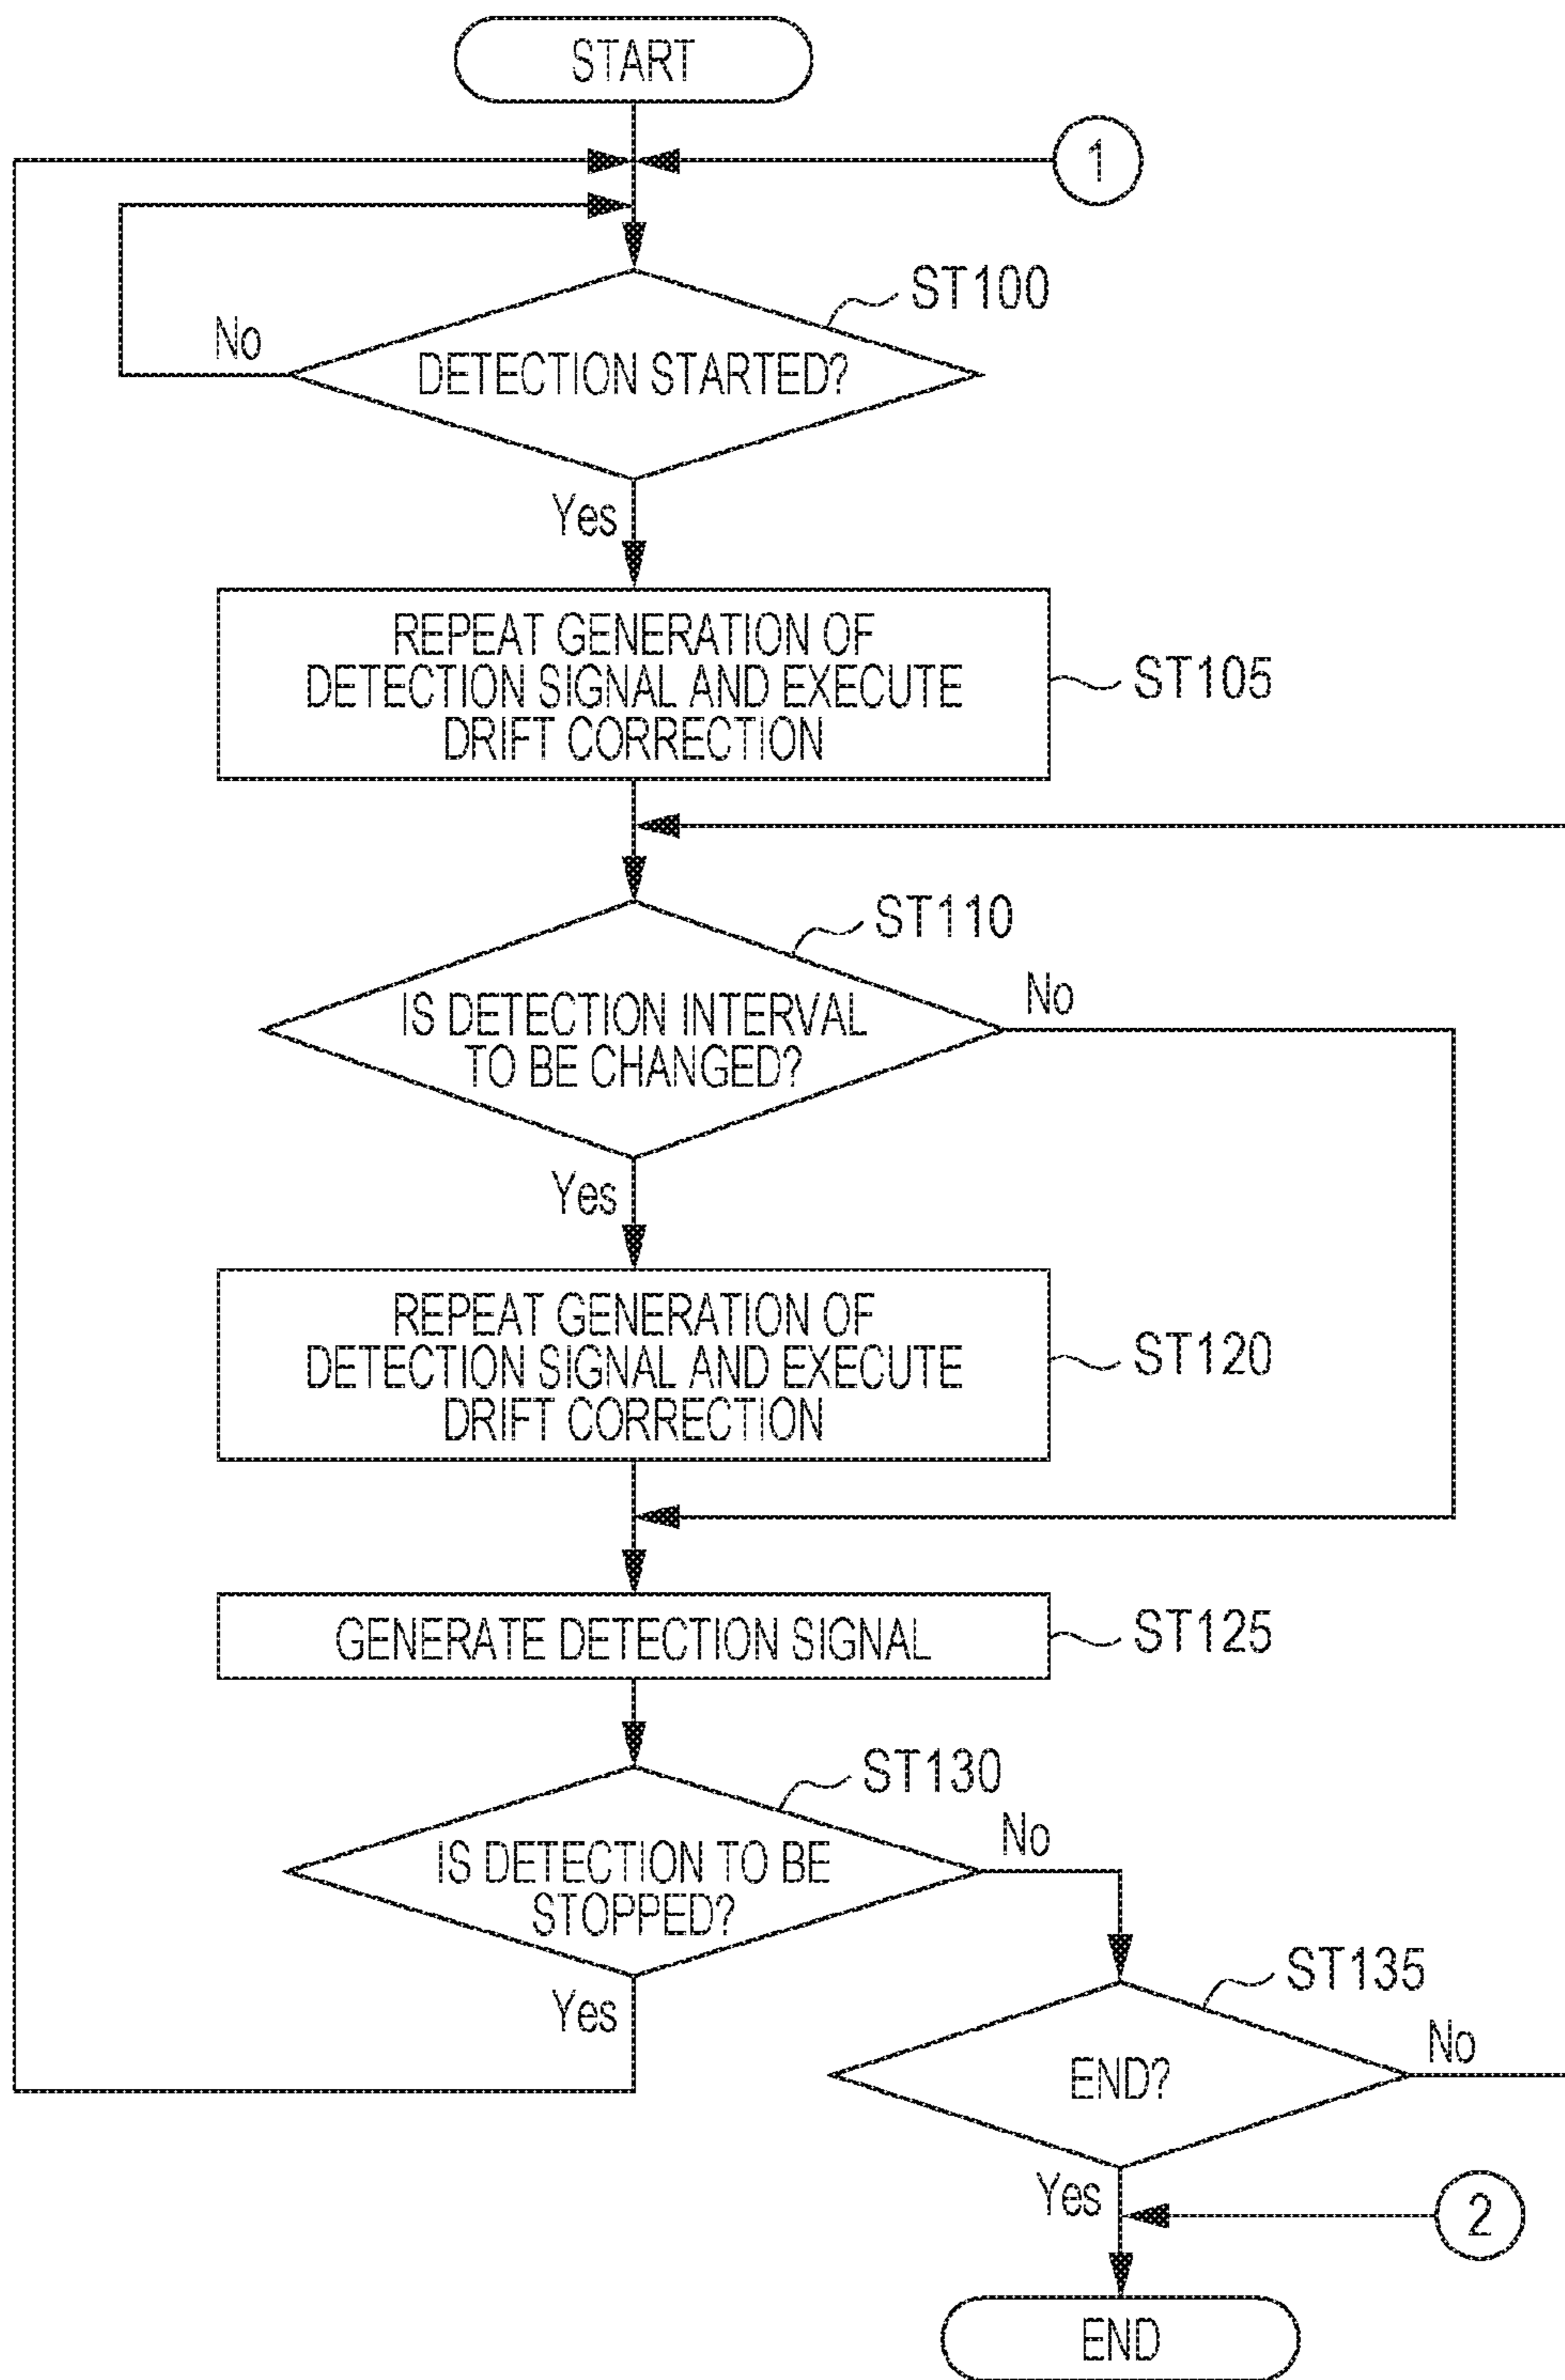 START
1
ST100
No
DETECTION STARTED?
Yes
REPEAT GENERATION OF
DETECTION SIGNAL AND EXECUTE
DRIFT CORRECTION
ST105
ST110
No
IS DETECTION INTERVAL
TO BE CHANGED?
Yes
REPEAT GENERATION OF
DETECTION SIGNAL AND EXECUTE
DRIFT CORRECTION
ST120
GENERATE DETECTION SIGNAL
ST125
ST130
No
IS DETECTION TO BE
STOPPED?
Yes
ST135
No
END?
Yes
2
END